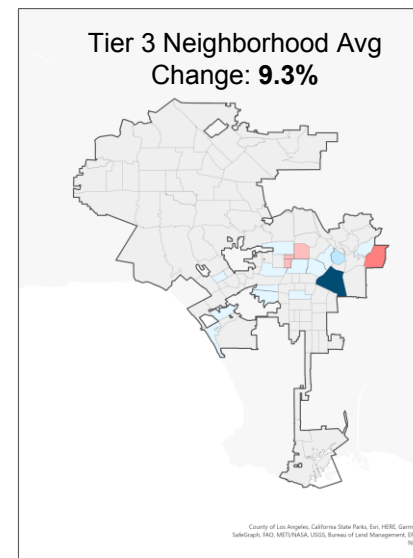 Tier 3 Neighborhood Avg
Change: 9.3%
County of Los Angeles, California State Parks, Esri, HERE, Garm
SafeGraph, FAO, METI/NASA, USGS, Bureau of Land Management, EP
N